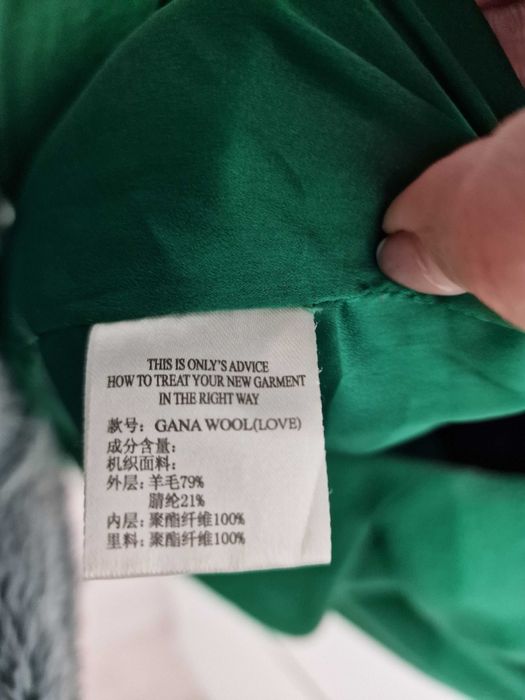 THIS IS ONLY'S ADVICE
HOW TO TREAT YOUR NEW GARMENT
IN THE RIGHT WAY
款号：GANA WOOL(LOVE)
成分含量：
机织面料：
外层：羊毛79%
腈纶21%
内层：聚酯纤维100%
里料：聚酯纤维100%